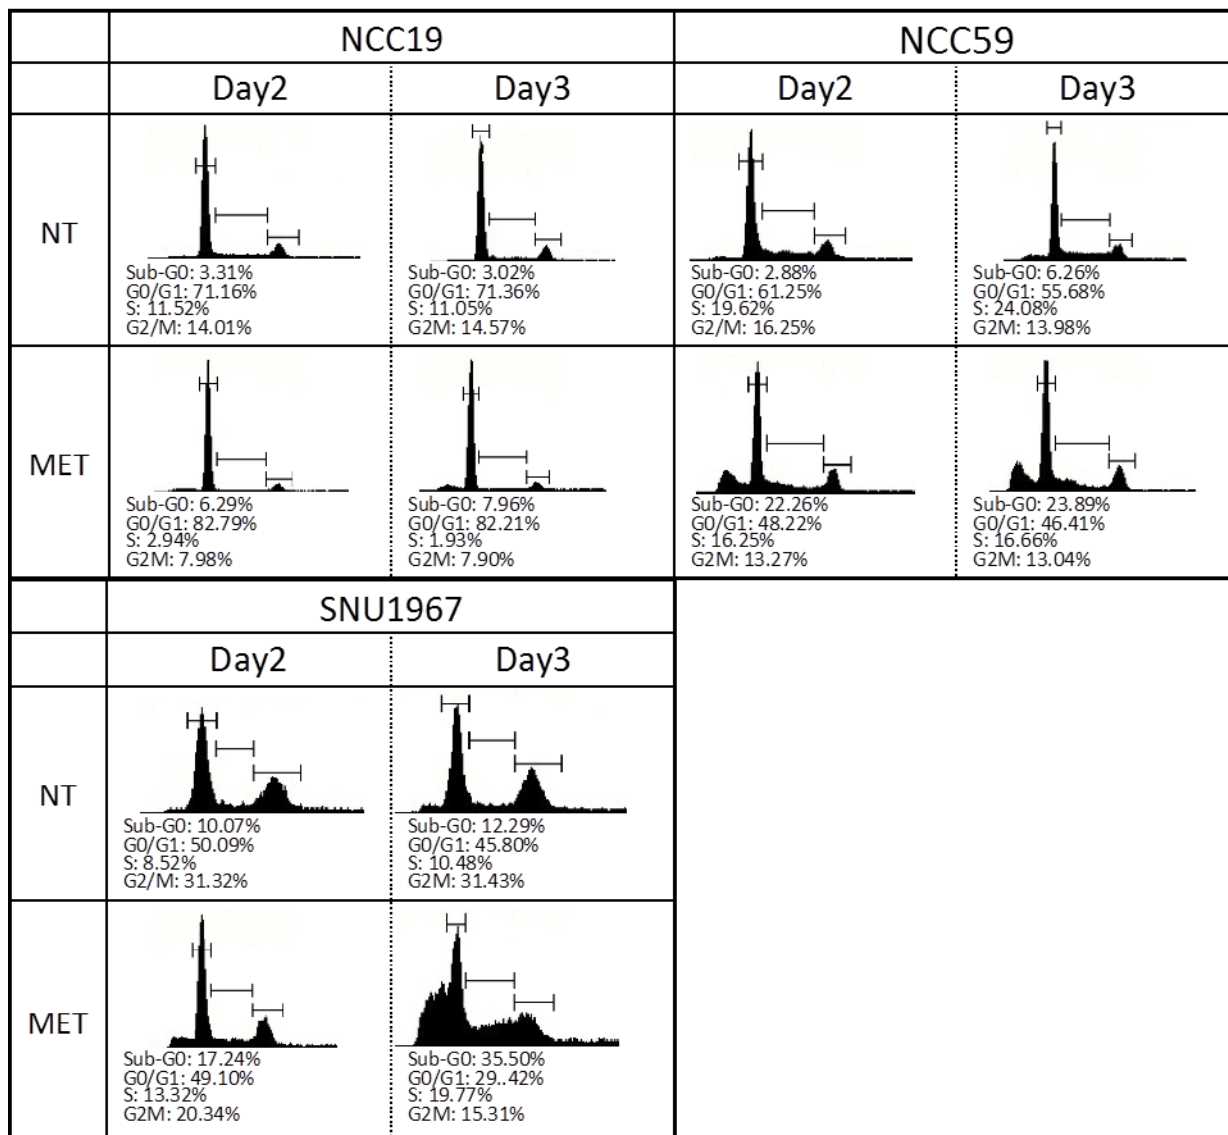 NCC19
NCC59
Day2
Day3
Day2
Day3
NT
Sub-G0: 3.31%
G0/G1: 71.16%
S: 11.52%
G2/M: 14.01%
Sub-G0: 3.02%
G0/G1: 71.36%
S: 11.05%
G2M: 14.57%
Sub-G0: 2.88%
G0/G1: 61.25%
S: 19.62%
G2/M: 16.25%
Sub-G0: 6.26%
G0/G1: 55.68%
S: 24.08%
G2M: 13.98%
MET
Sub-G0: 6.29%
G0/G1: 82.79%
S: 2.94%
G2M: 7.98%
Sub-G0: 7.96%
G0/G1: 82.21%
S: 1.93%
G2M: 7.90%
Sub-G0: 22.26%
G0/G1: 48.22%
S: 16.25%
G2M: 13.27%
Sub-G0: 23.89%
G0/G1: 46.41%
S: 16.66%
G2M: 13.04%
SNU1967
Day2
Day3
NT
Sub-G0: 10.07%
G0/G1: 50.09%
S: 8.52%
G2/M: 31.32%
Sub-G0: 12.29%
G0/G1: 45.80%
S: 10.48%
G2M: 31.43%
MET
Sub-G0: 17.24%
G0/G1: 49.10%
S: 13.32%
G2M: 20.34%
Sub-G0: 35.50%
G0/G1: 29..42%
S: 19.77%
G2M: 15.31%